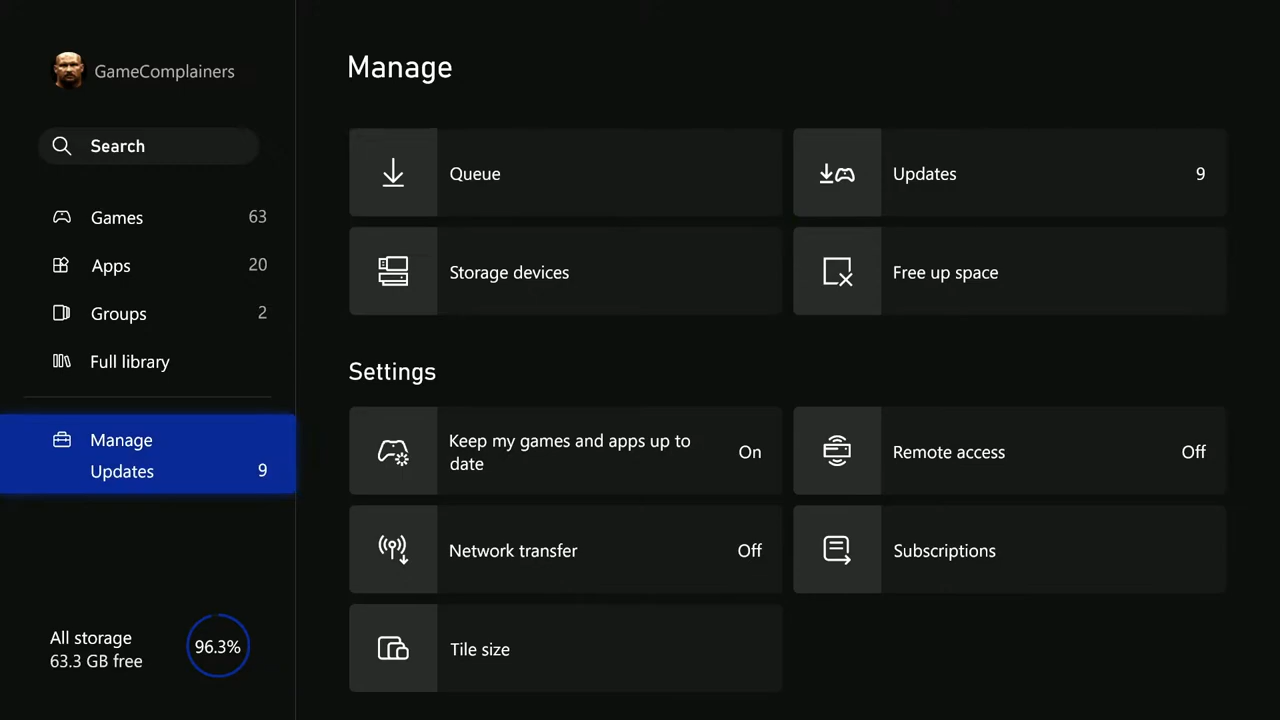 GameComplainers
Search
Games 63
Apps 20
Groups 2
Full library
Manage
Updates 9
All storage
63.3 GB free
96.3%
Manage
Queue
Updates 9
Storage devices
Free up space
Settings
Keep my games and apps up to
date
On
Remote access Off
Network transfer Off
Subscriptions
Tile size